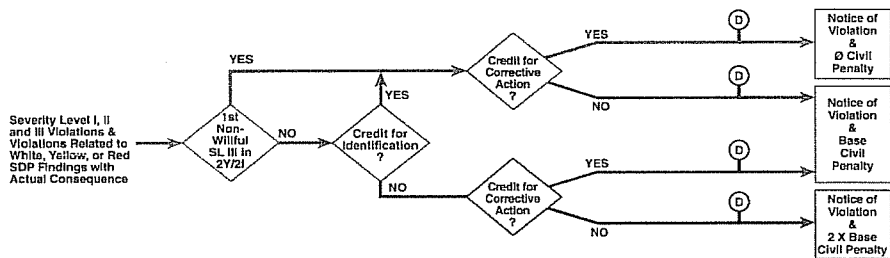 Severity Level I, II
and III Violations &
Violations Related to
White, Yellow, or Red
SDP Findings with
Actual Consequence
YES
1st
Non-
Willful
SL III in
2Y/2I
NO
YES
Credit for
Identification
?
NO
Credit for
Corrective
Action
?
YES
D
NO
D
Credit for
Corrective
Action
?
YES
D
NO
D
Notice of
Violation
&
Ø Civil
Penalty
Notice of
Violation
& Base
Civil
Penalty
Notice of
Violation
&
2 X Base
Civil Penalty